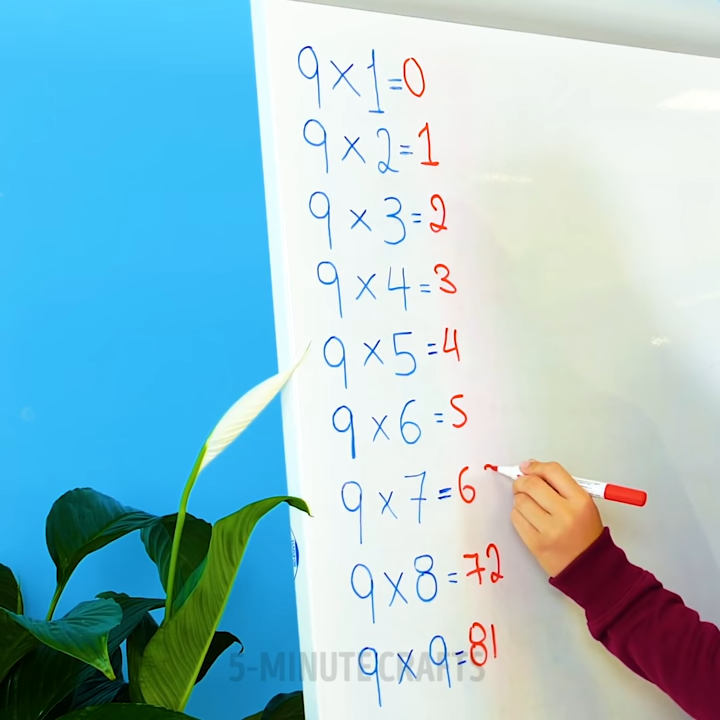 9 × 1 = 0
9 × 2 = 1
9 × 3 = 2
9 × 4 = 3
9 × 5 = 4
9 × 6 = 5
9 × 7 = 6
9 × 8 = 72
9 × 9 = 81
5-MINUTE CRAFTS